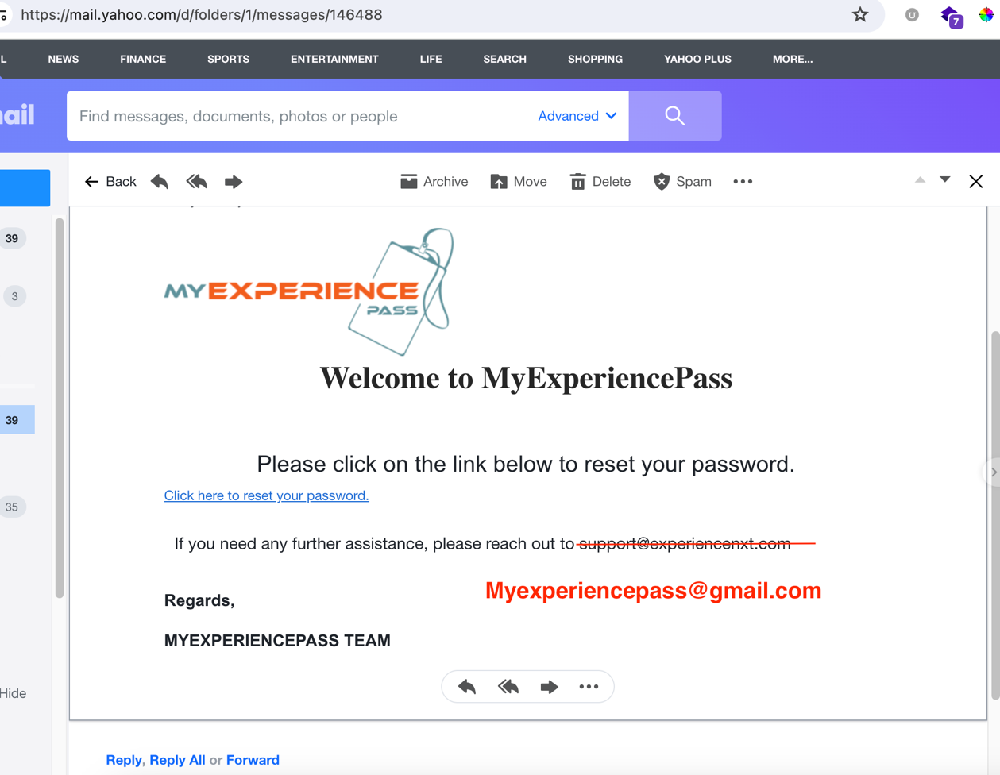 https://mail.yahoo.com/d/folders/1/messages/146488
7
L NEWS FINANCE SPORTS ENTERTAINMENT LIFE SEARCH SHOPPING YAHOO PLUS MORE...
ail
Find messages, documents, photos or people Advanced
Back Archive Move Delete Spam
39
3
39
35
Hide
MYEXPERIENCE
PASS
Welcome to MyExperiencePass
Please click on the link below to reset your password.
Click here to reset your password.
If you need any further assistance, please reach out to support@experiencenxt.com
Myexperiencepass@gmail.com
Regards,
MYEXPERIENCEPASS TEAM
Reply, Reply All or Forward